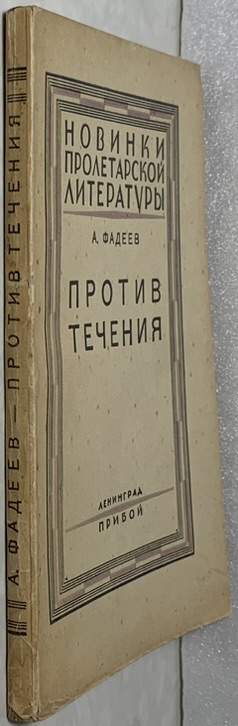 А. ФАДЕЕВ — ПРОТИВ ТЕЧЕНИЯ
НОВИНКИ
ПРОЛЕТАРСКОЙ
ЛИТЕРАТУРЫ
А. ФАДЕЕВ
ПРОТИВ
ТЕЧЕНИЯ
ЛЕНИНГРАД
ПРИБОЙ